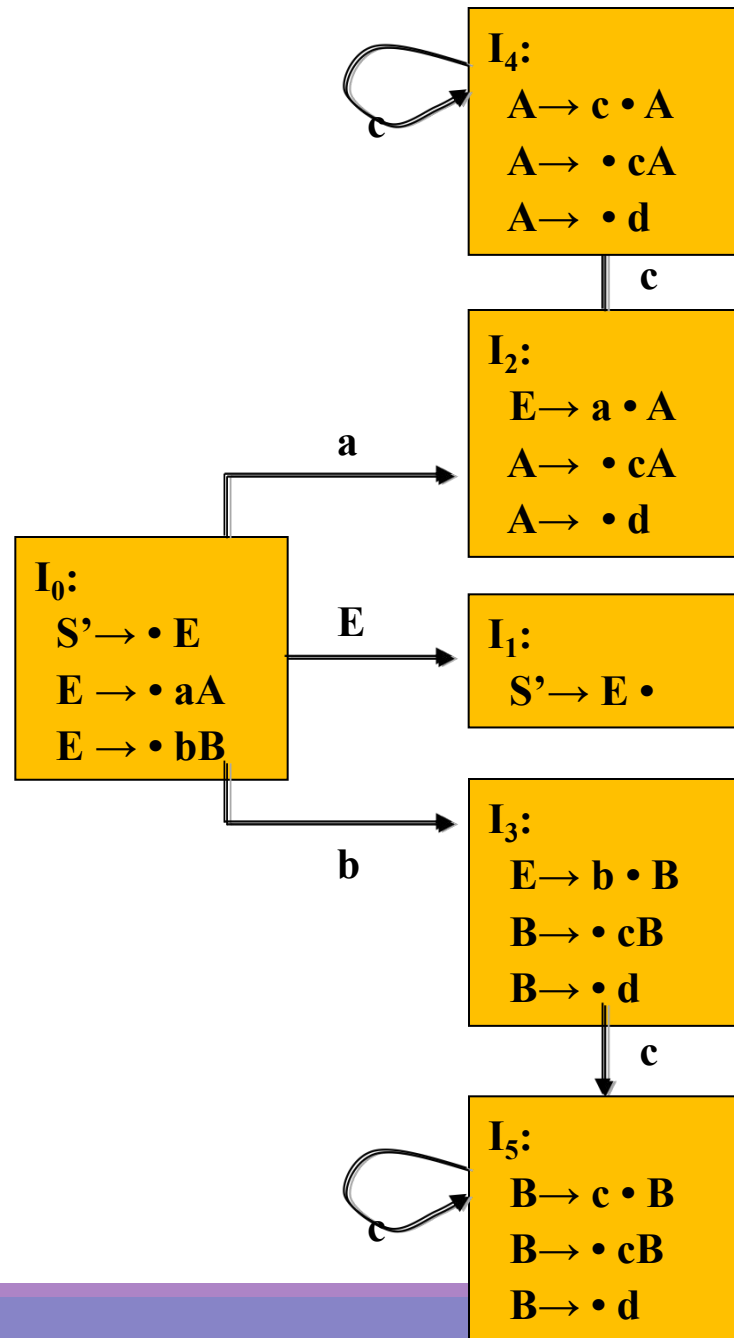 I₄:
A→ c • A
A→ • cA
A→ • d
c
c
I₂:
E→ a • A
A→ • cA
A→ • d
a
I₀:
S’→ • E
E → • aA
E → • bB
E
I₁:
S’→ E •
b
I₃:
E→ b • B
B→ • cB
B→ • d
c
I₅:
B→ c • B
B→ • cB
B→ • d
c